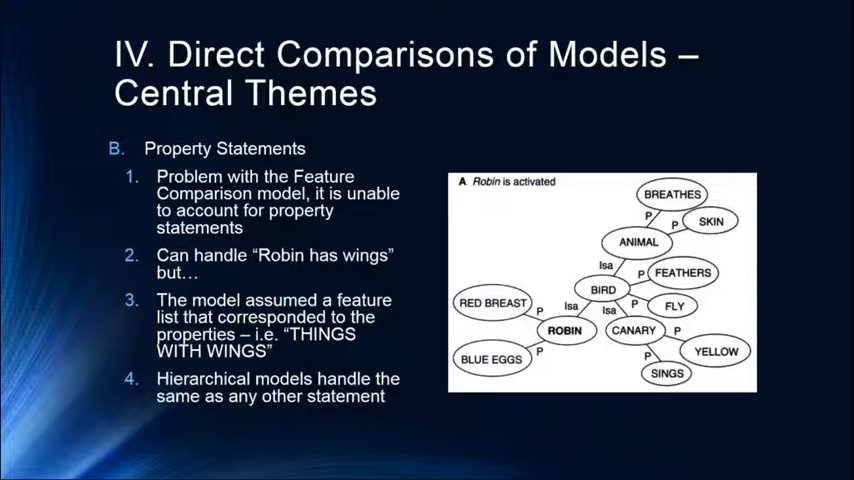 IV. Direct Comparisons of Models –
Central Themes
B. Property Statements
1. Problem with the Feature
Comparison model, it is unable
to account for property
statements
2. Can handle “Robin has wings”
but…
3. The model assumed a feature
list that corresponded to the
properties – i.e. “THINGS
WITH WINGS”
4. Hierarchical models handle the
same as any other statement
A Robin is activated
BREATHES
P
SKIN
P
ANIMAL
Isa
FEATHERS
P
BIRD
RED BREAST
P
Isa
Isa
P
FLY
ROBIN
CANARY
P
BLUE EGGS
P
P
YELLOW
SINGS